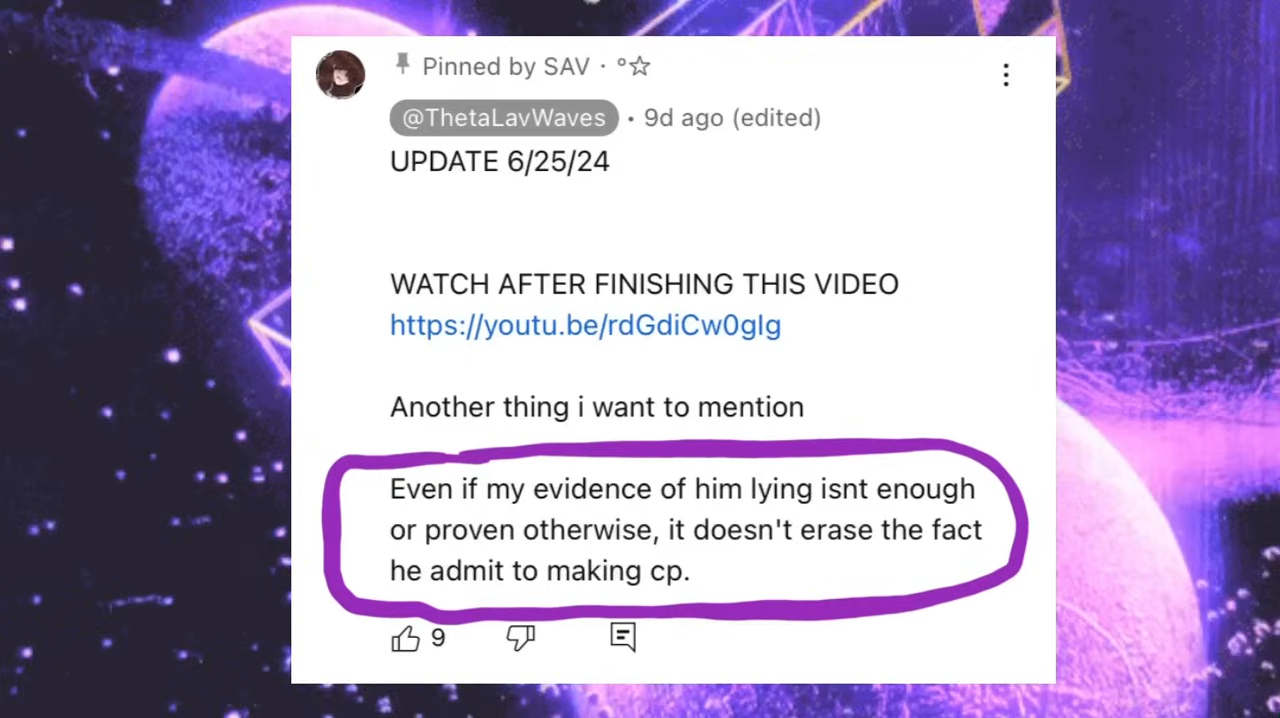 Pinned by SAV · °☆
@ThetaLavWaves • 9d ago (edited)
UPDATE 6/25/24
WATCH AFTER FINISHING THIS VIDEO
https://youtu.be/rdGdiCw0glg
Another thing i want to mention
Even if my evidence of him lying isnt enough
or proven otherwise, it doesn't erase the fact
he admit to making cp.
9